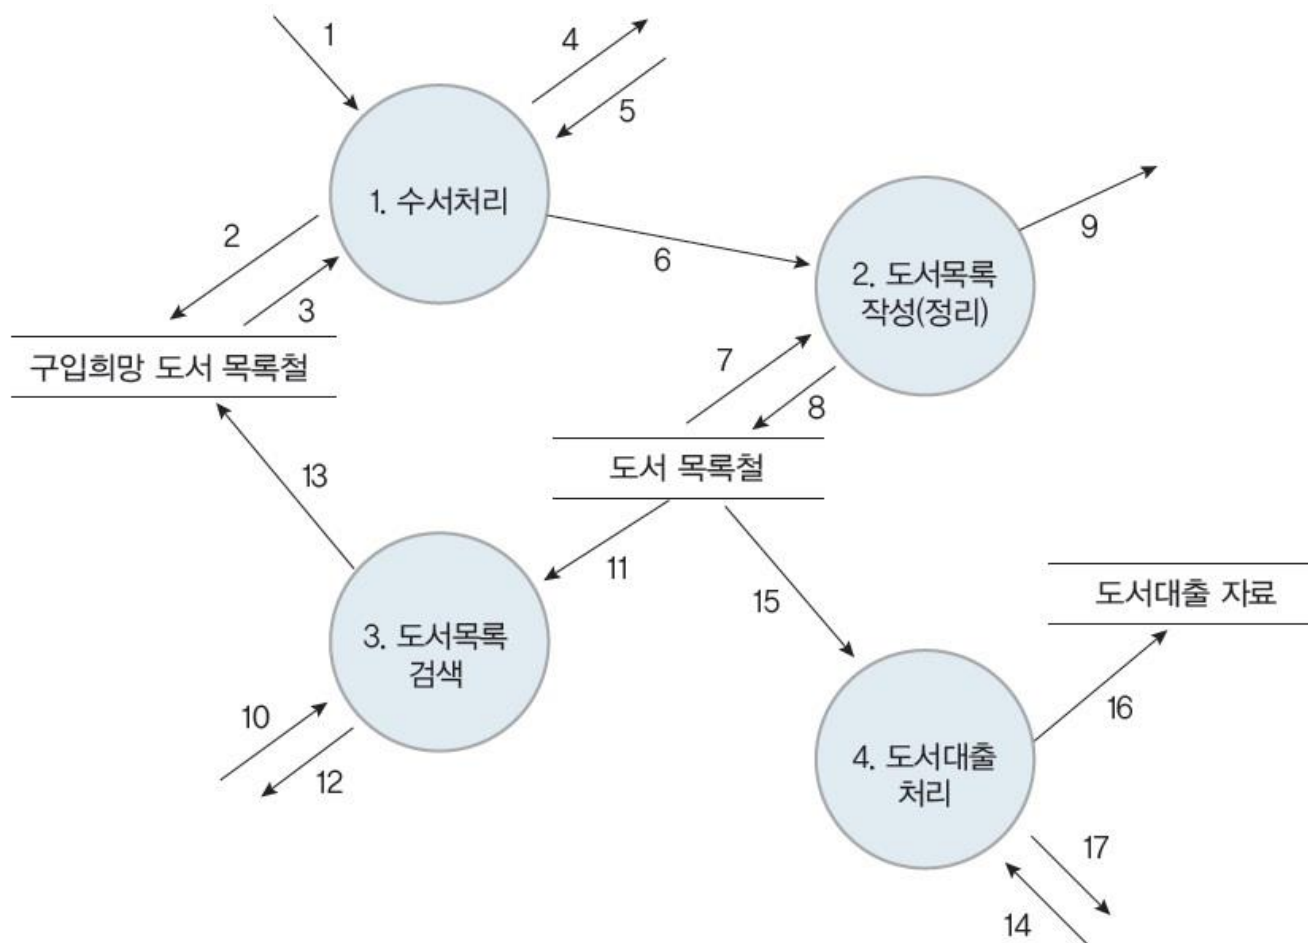 1
4
5
1. 수서처리
2
3
6
9
2. 도서목록
작성(정리)
구입희망 도서 목록철
7
8
도서 목록철
13
11
15
도서대출 자료
3. 도서목록
검색
10
12
16
4. 도서대출
처리
17
14